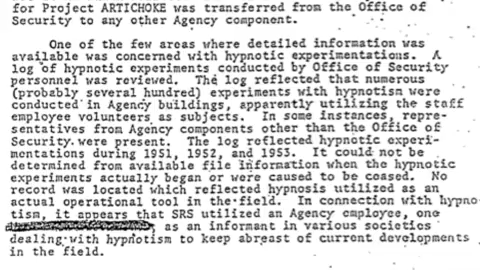 for Project ARTICHOKE was transferred from the Office of
Security to any other Agency component.
One of the few areas where detailed information was
available was concerned with hypnotic experimentations. A
log of hypnotic experiments conducted by Office of Security
personnel was reviewed. The log reflected that numerous
(probably several hundred) experiments with hypnotism were
conducted in Agency buildings, apparently utilizing the staff
employee volunteers as subjects. In some instances, repre-
sentatives from Agency components other than the Office of
Security were present. The log reflected hypnotic experi-
mentations during 1951, 1952, and 1953. It could not be
determined from available file information when the hypnotic
experiments actually began or were caused to be ceased. No
record was located which reflected hypnosis utilized as an
actual operational tool in the field. In connection with hypno-
tism, it appears that SRS utilized an Agency employee, one
as an informant in various societies
dealing with hypnotism to keep abreast of current developments
in the field.